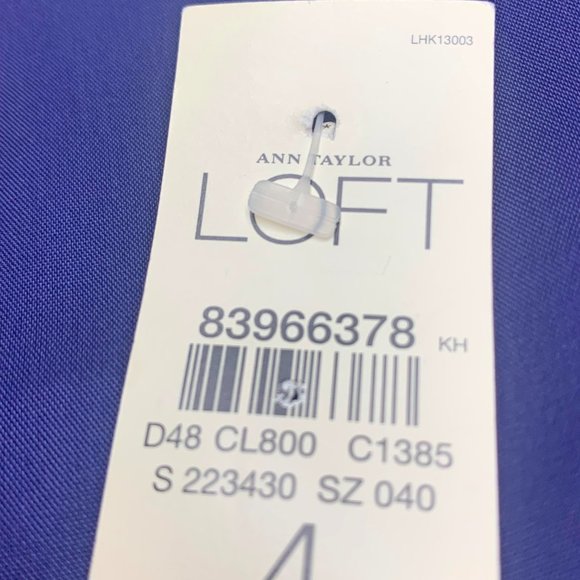 LHK13003
ANN TAYLOR
LOFT
83966378 KH
D48 CL800 C1385
S 223430 SZ 040
4